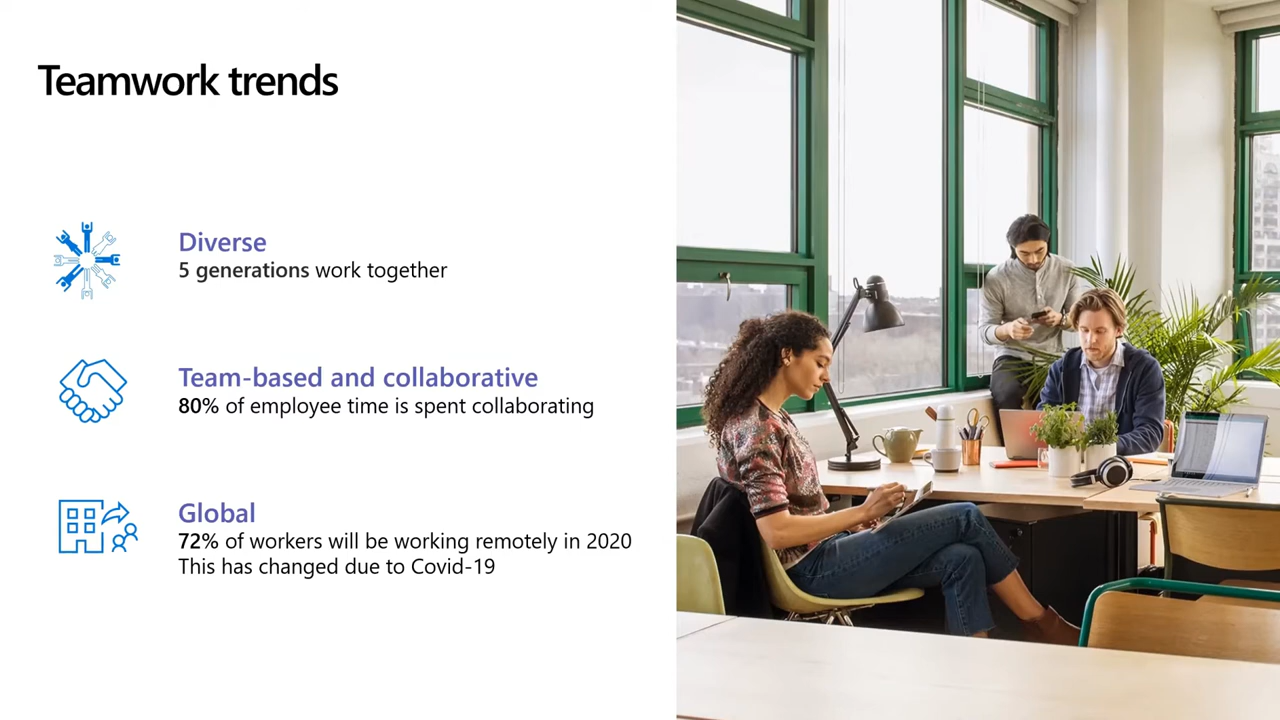 Teamwork trends
Diverse
5 generations work together
Team-based and collaborative
80% of employee time is spent collaborating
Global
72% of workers will be working remotely in 2020
This has changed due to Covid-19